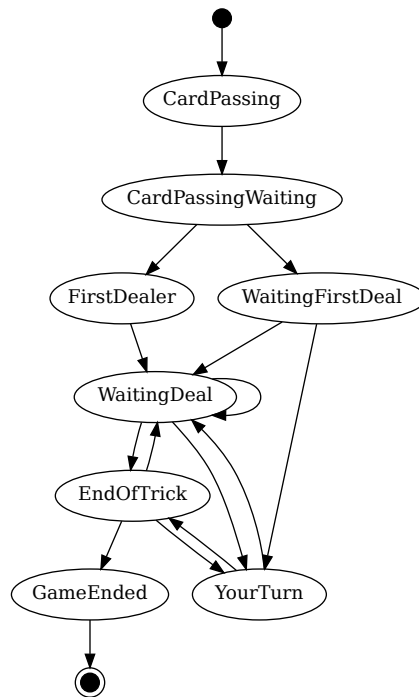 CardPassing
CardPassingWaiting
FirstDealer
WaitingFirstDeal
WaitingDeal
EndOfTrick
GameEnded
YourTurn